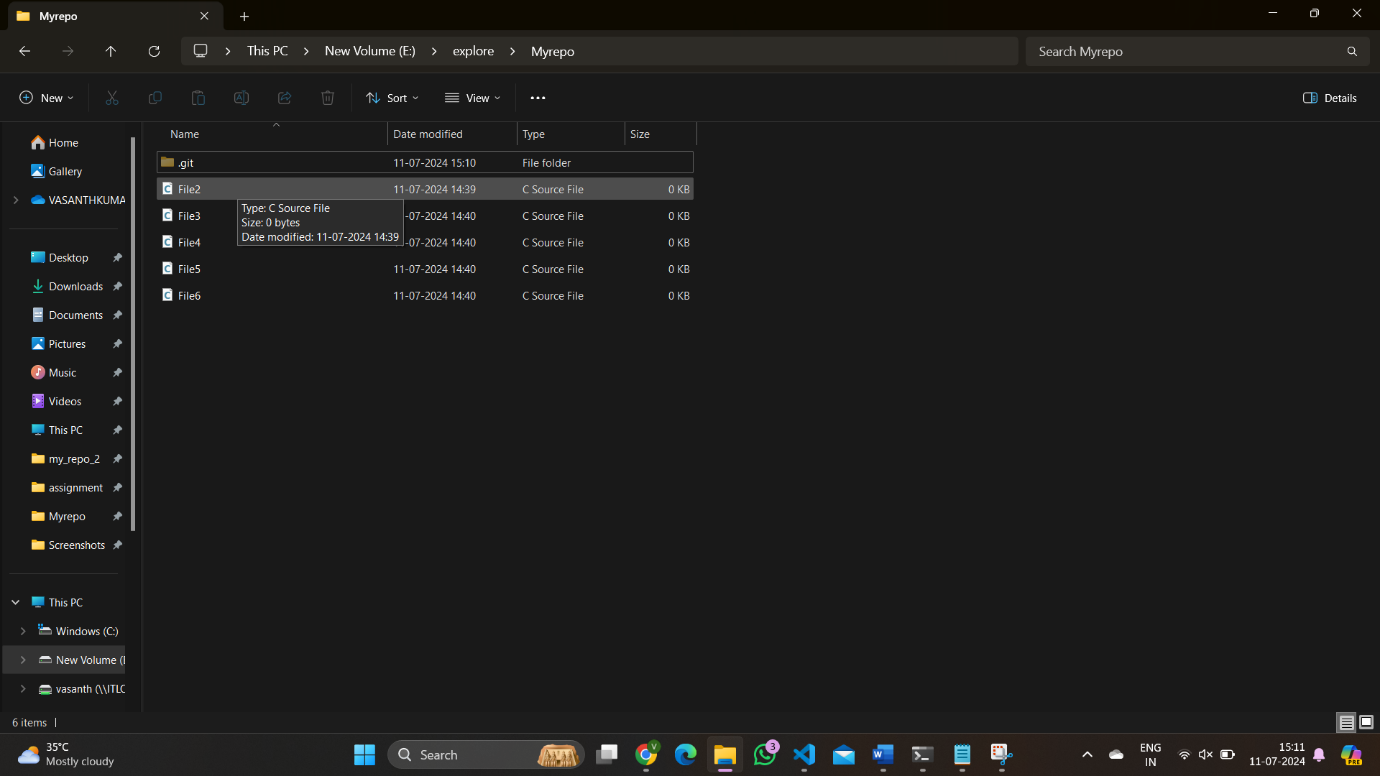 Myrepo
This PC > New Volume (E:) > explore > Myrepo
Search Myrepo
New
Sort
View
Details
Home
Gallery
VASANTHKUMA
Desktop
Downloads
Documents
Pictures
Music
Videos
This PC
my_repo_2
assignment
Myrepo
Screenshots
This PC
Windows (C:)
New Volume (
vasanth (\\ITLC
Name Date modified Type Size
.git 11-07-2024 15:10 File folder
File2 11-07-2024 14:39 C Source File 0 KB
File3 -07-2024 14:40 C Source File 0 KB
File4 -07-2024 14:40 C Source File 0 KB
File5 11-07-2024 14:40 C Source File 0 KB
File6 11-07-2024 14:40 C Source File 0 KB
Type: C Source File
Size: 0 bytes
Date modified: 11-07-2024 14:39
6 items
35°C
Mostly cloudy
Search
V
3
ENG
IN
15:11
11-07-2024
PRE